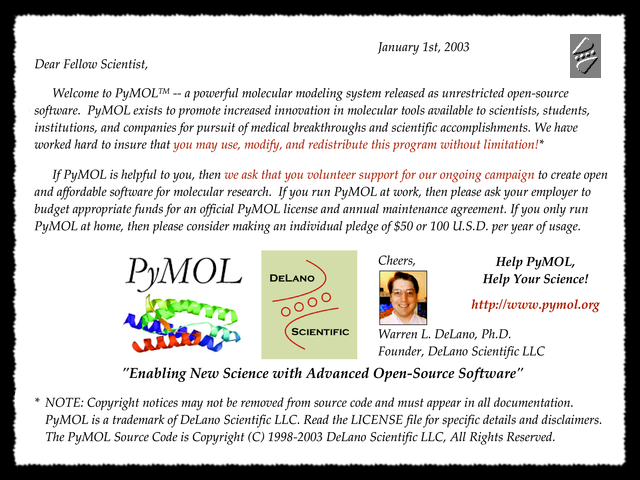 January 1st, 2003
Dear Fellow Scientist,
Welcome to PyMOL™ -- a powerful molecular modeling system released as unrestricted open-source
software. PyMOL exists to promote increased innovation in molecular tools available to scientists, students,
institutions, and companies for pursuit of medical breakthroughs and scientific accomplishments. We have
worked hard to insure that you may use, modify, and redistribute this program without limitation!*
If PyMOL is helpful to you, then we ask that you volunteer support for our ongoing campaign to create open
and affordable software for molecular research. If you run PyMOL at work, then please ask your employer to
budget appropriate funds for an official PyMOL license and annual maintenance agreement. If you only run
PyMOL at home, then please consider making an individual pledge of $50 or 100 U.S.D. per year of usage.
PyMOL
DELANO
SCIENTIFIC
Cheers,
Warren L. DeLano, Ph.D.
Founder, DeLano Scientific LLC
Help PyMOL,
Help Your Science!
http://www.pymol.org
"Enabling New Science with Advanced Open-Source Software"
* NOTE: Copyright notices may not be removed from source code and must appear in all documentation.
PyMOL is a trademark of DeLano Scientific LLC. Read the LICENSE file for specific details and disclaimers.
The PyMOL Source Code is Copyright (C) 1998-2003 DeLano Scientific LLC, All Rights Reserved.